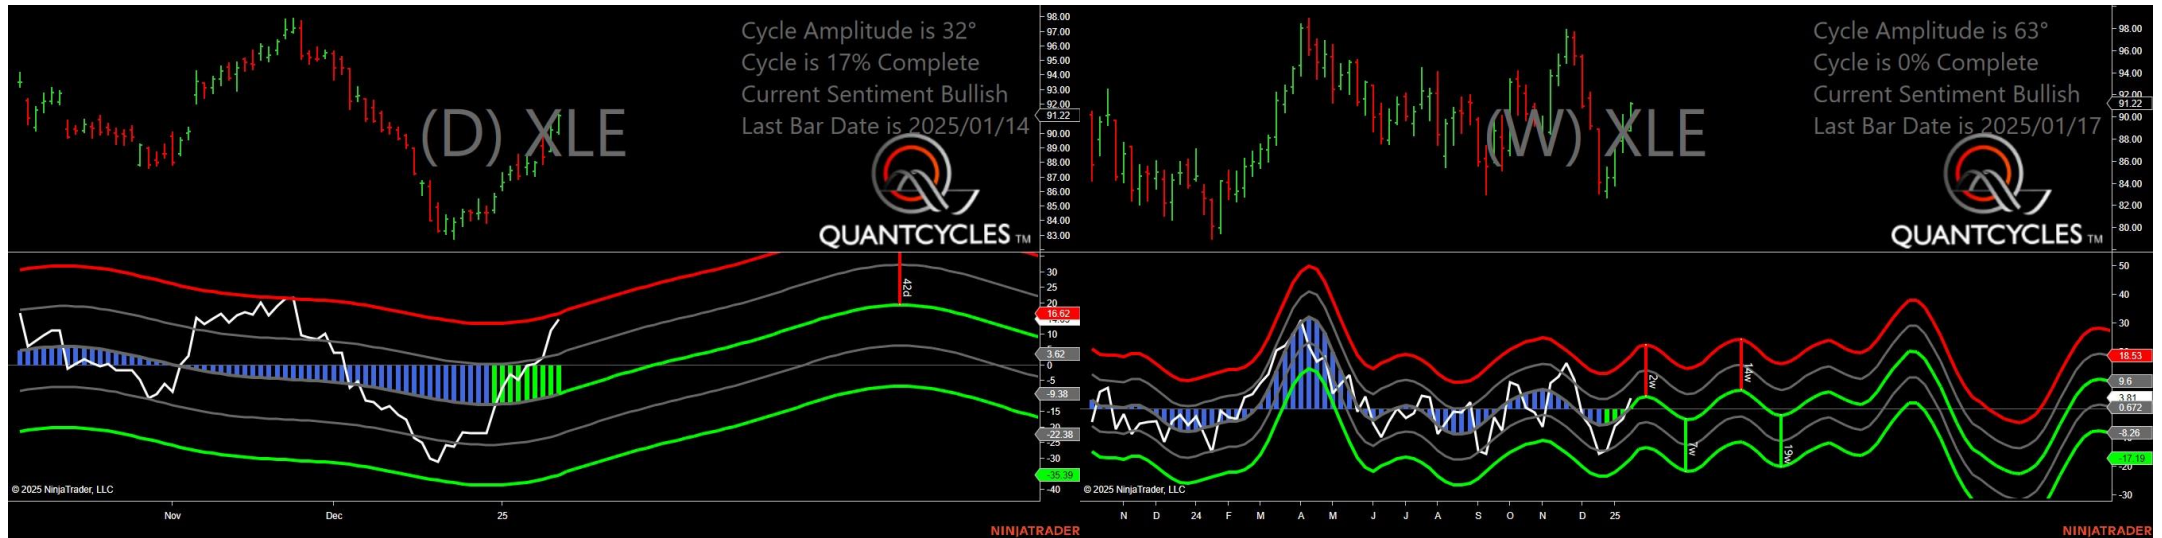 Cycle Amplitude is 32°
Cycle is 17% Complete
Current Sentiment Bullish
Last Bar Date is 2025/01/14
(D) XLE
QUANTCYCLES TM
98.00
97.00
96.00
95.00
94.00
93.00
92.00
91.22
90.00
89.00
88.00
87.00
86.00
85.00
84.00
83.00
42d
30
25
20
16.62
10
3.62
0
-5
-9.38
-15
-22.38
-25
-30
-35.39
-40
© 2025 NinjaTrader, LLC
Nov
Dec
25
NINJATRADER
Cycle Amplitude is 63°
Cycle is 0% Complete
Current Sentiment Bullish
Last Bar Date is 2025/01/17
(W) XLE
QUANTCYCLES TM
98.00
96.00
94.00
91.22
90.00
88.00
86.00
84.00
82.00
80.00
2w
14w
7w
19w
50
40
30
18.53
9.6
3.81
0.672
-8.26
-17.19
-20
-30
© 2025 NinjaTrader, LLC
N
D
24
F
M
A
M
J
J
A
S
O
N
D
25
NINJATRADER